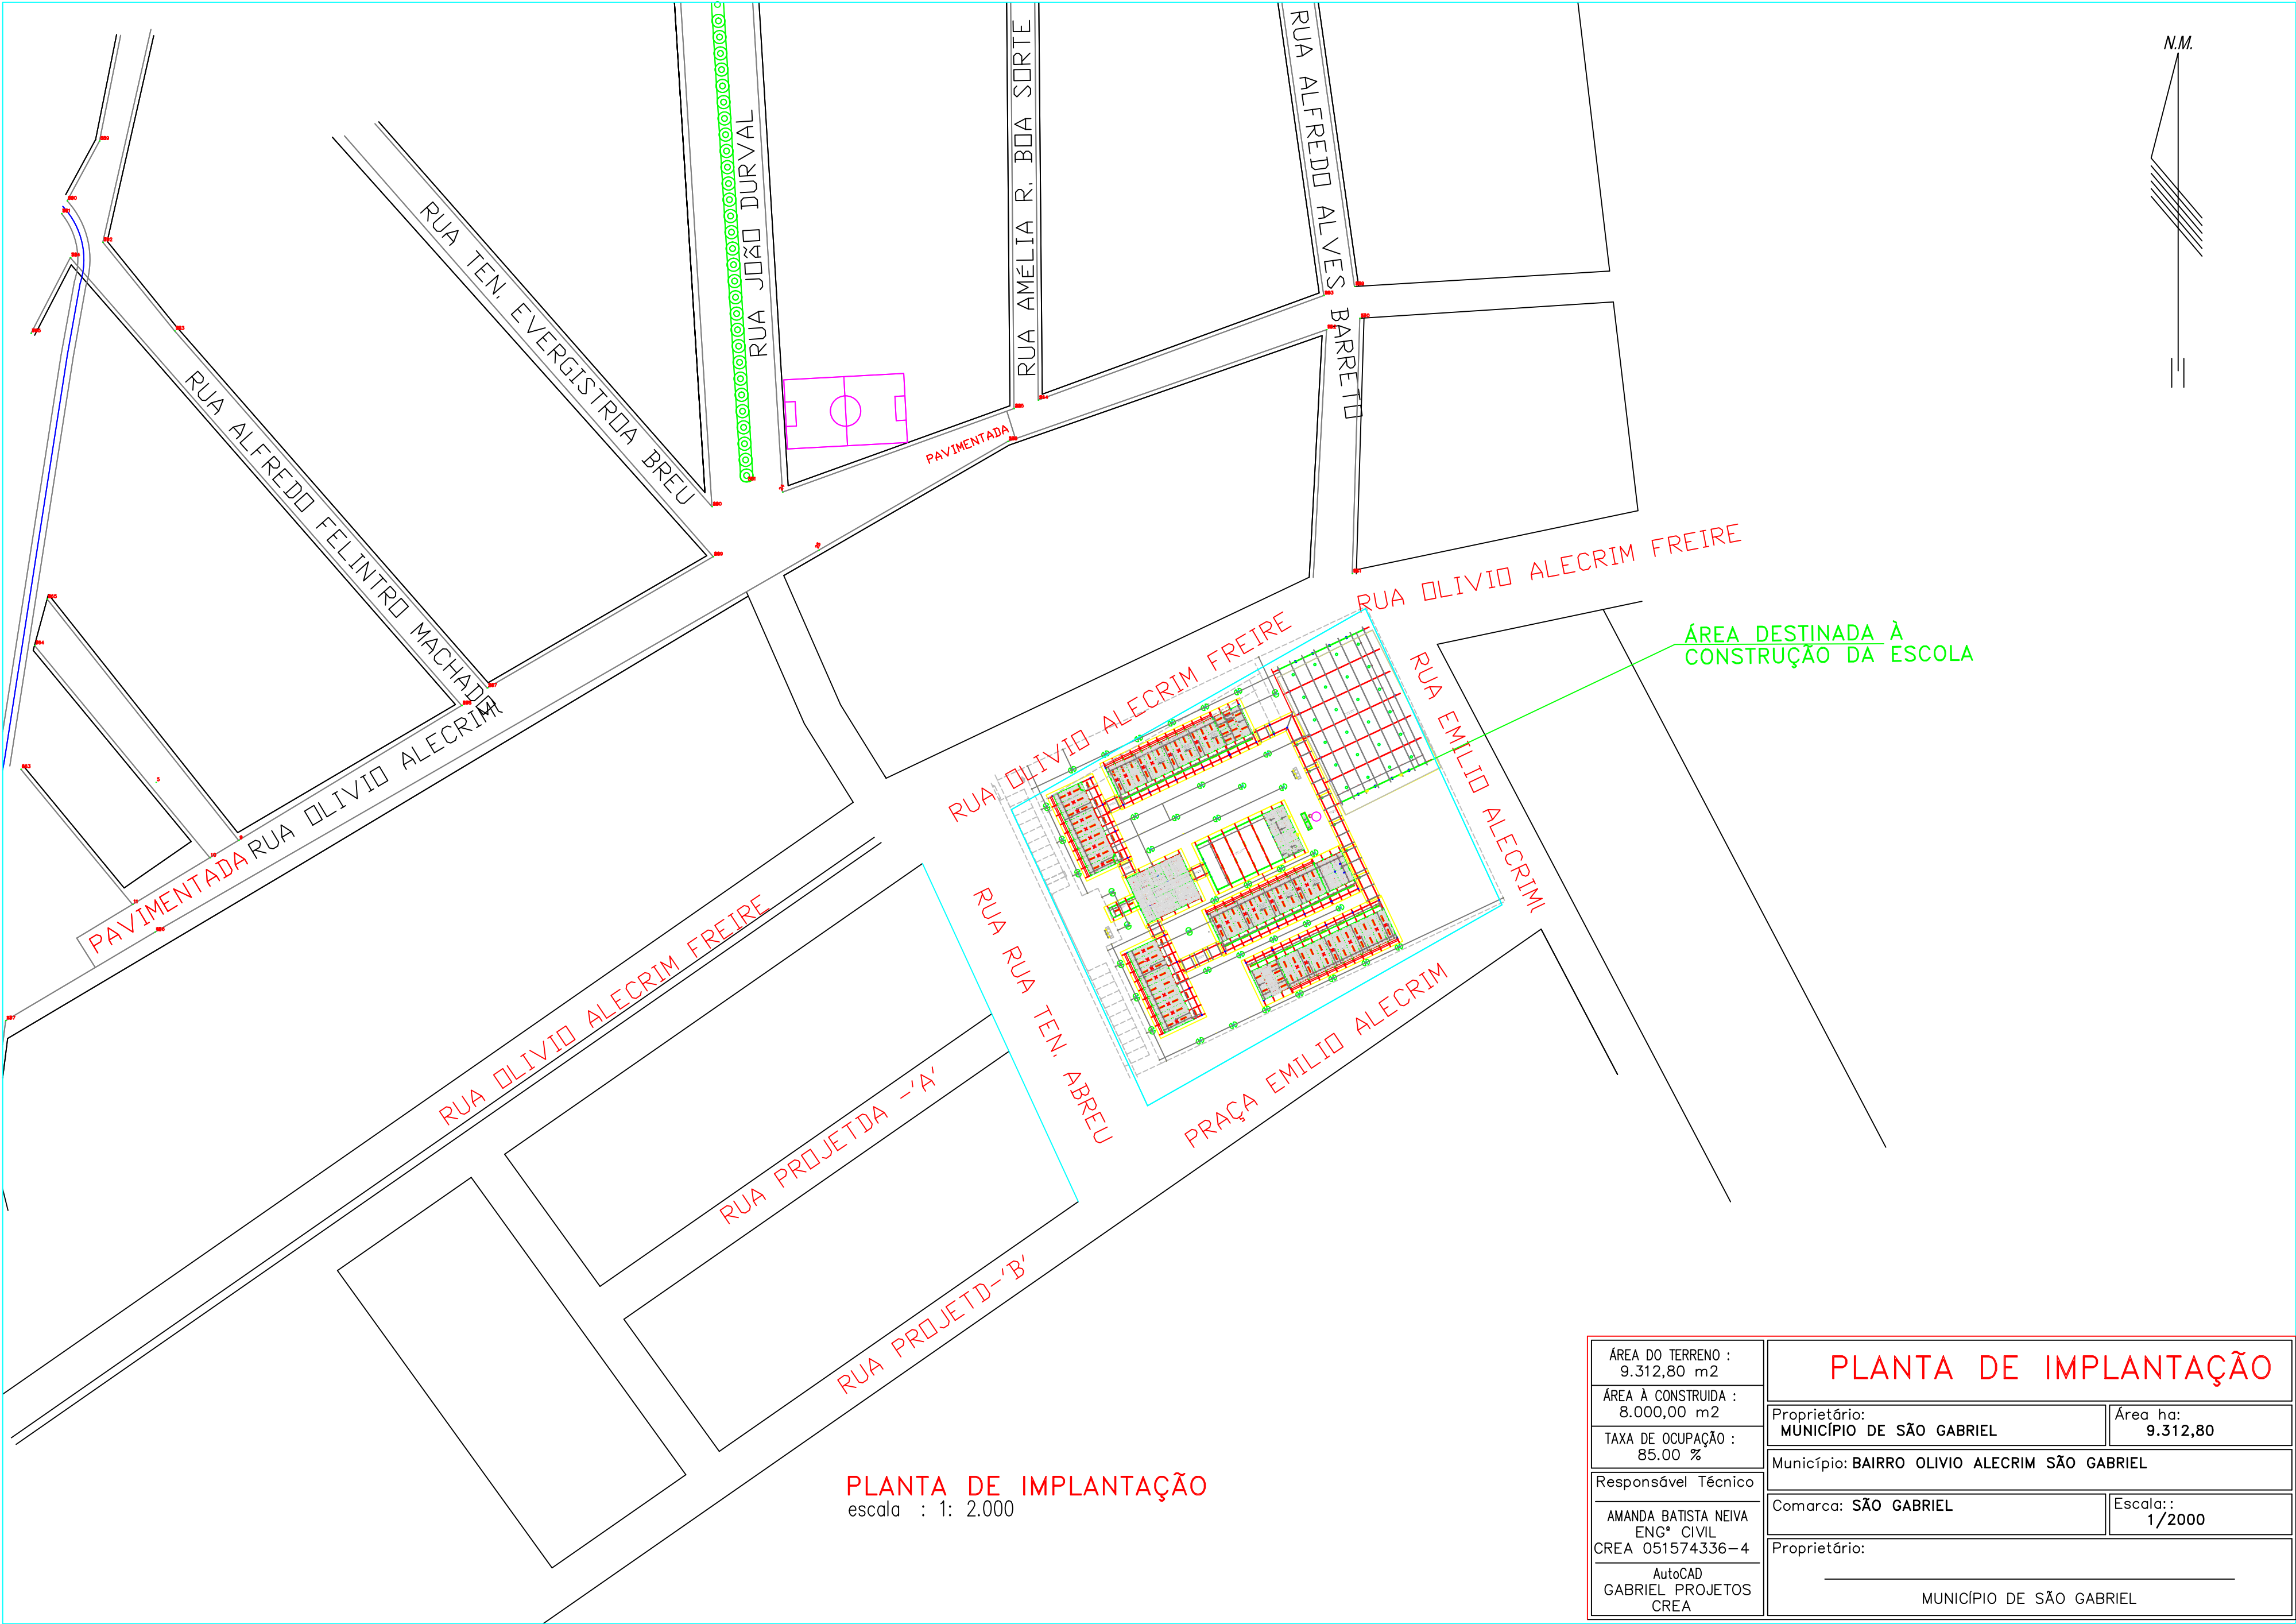 N.M.
RUA JOÃO DURVAL
RUA AMÉLIA R. BOA SORTE
RUA ALFREDO ALVES BARRETO
RUA TEN. EVERGISTROA BREU
RUA ALFREDO FELINTRO MACHADO
PAVIMENTADA
RUA OLIVIO ALECRIM FREIRE
ÁREA DESTINADA À
CONSTRUÇÃO DA ESCOLA
RUA OLIVIO ALECRIM FREIRE
RUA EMILIO ALECRIM
RUA OLIVIO ALECRIM
PAVIMENTADA
RUA OLIVIO ALECRIM FREIRE
RUA RUA TEN. ABREU
PRAÇA EMILIO ALECRIM
RUA PROJETDA -'A'
RUA PROJETD-'B'
PLANTA DE IMPLANTAÇÃO
escala : 1: 2.000
ÁREA DO TERRENO :
9.312,80 m2
ÁREA À CONSTRUIDA :
8.000,00 m2
TAXA DE OCUPAÇÃO :
85.00 %
Responsável Técnico
AMANDA BATISTA NEIVA
ENGª CIVIL
CREA 051574336-4
AutoCAD
GABRIEL PROJETOS
CREA
PLANTA DE IMPLANTAÇÃO
Proprietário:
MUNICÍPIO DE SÃO GABRIEL
Área ha:
9.312,80
Município: BAIRRO OLIVIO ALECRIM SÃO GABRIEL
Comarca: SÃO GABRIEL
Escala::
1/2000
Proprietário:
MUNICÍPIO DE SÃO GABRIEL